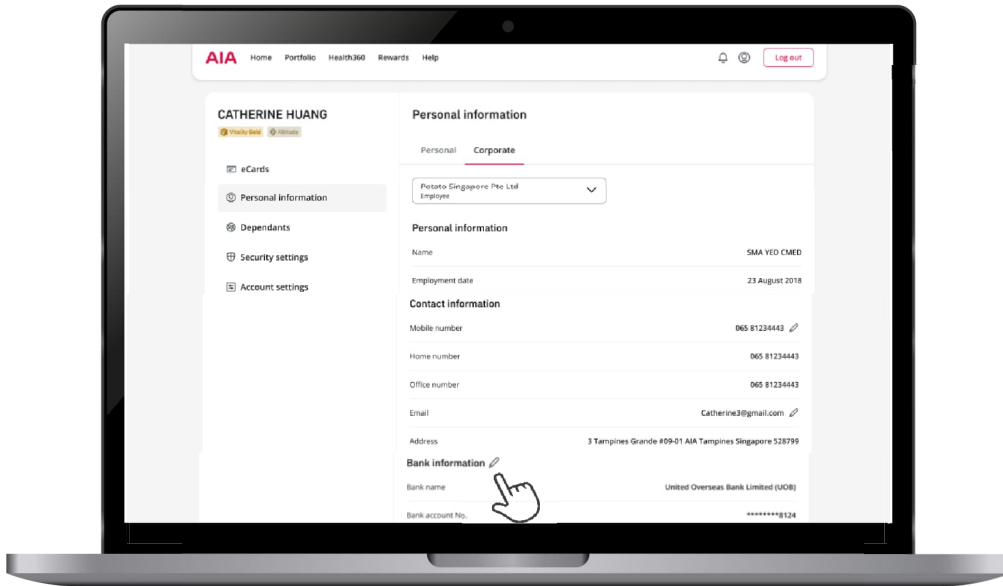 AIA Home Portfolio Health360 Rewards Help Log out
CATHERINE HUANG
Vitality Gold Altitude
eCards
Personal information
Dependants
Security settings
Account settings
Personal information
Personal Corporate
Potato Singapore Pte Ltd
Employee
Personal information
Name SMA YEO CMED
Employment date 23 August 2018
Contact information
Mobile number 065 81234443
Home number 065 81234443
Office number 065 81234443
Email Catherine3@gmail.com
Address 3 Tampines Grande #09-01 AIA Tampines Singapore 528799
Bank information
Bank name United Overseas Bank Limited (UOB)
Bank account No. ********8124